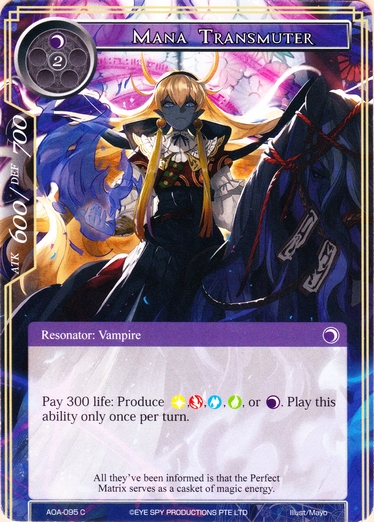 Mana Transmuter
2
ATK 600 / DEF 700
Resonator: Vampire
Pay 300 life: Produce , , , , or . Play this
ability only once per turn.
All they've been informed is that the Perfect
Matrix serves as a casket of magic energy.
AOA-095 C ©EYE SPY PRODUCTIONS PTE LTD Illust/Mayo